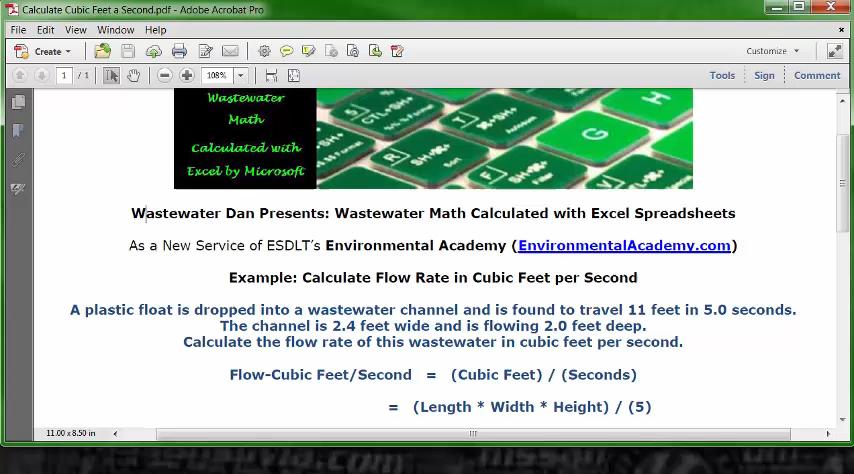 Calculate Cubic Feet a Second.pdf - Adobe Acrobat Pro
File Edit View Window Help
Create Customize
1 / 1 108% Tools Sign Comment
Wastewater
Math
Calculated with
Excel by Microsoft
Wastewater Dan Presents: Wastewater Math Calculated with Excel Spreadsheets
As a New Service of ESDLT's Environmental Academy (EnvironmentalAcademy.com)
Example: Calculate Flow Rate in Cubic Feet per Second
A plastic float is dropped into a wastewater channel and is found to travel 11 feet in 5.0 seconds.
The channel is 2.4 feet wide and is flowing 2.0 feet deep.
Calculate the flow rate of this wastewater in cubic feet per second.
Flow-Cubic Feet/Second = (Cubic Feet) / (Seconds)
= (Length * Width * Height) / (5)
11.00 x 8.50 in